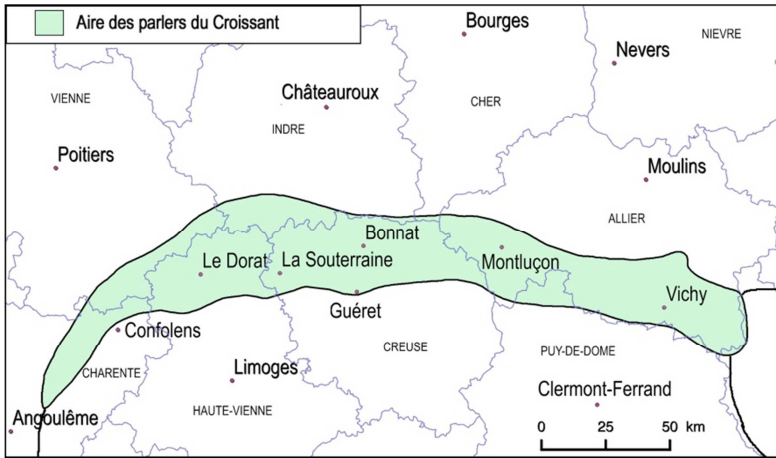 Aire des parlers du Croissant
Bourges
Nevers
NIEVRE
Châteauroux
VIENNE
CHER
INDRE
Poitiers
Moulins
ALLIER
Bonnat
Le Dorat
La Souterraine
Montluçon
Vichy
Guéret
Confolens
CREUSE
PUY-DE-DOME
CHARENTE
Limoges
Clermont-Ferrand
HAUTE-VIENNE
Angoulême
0 25 50 km